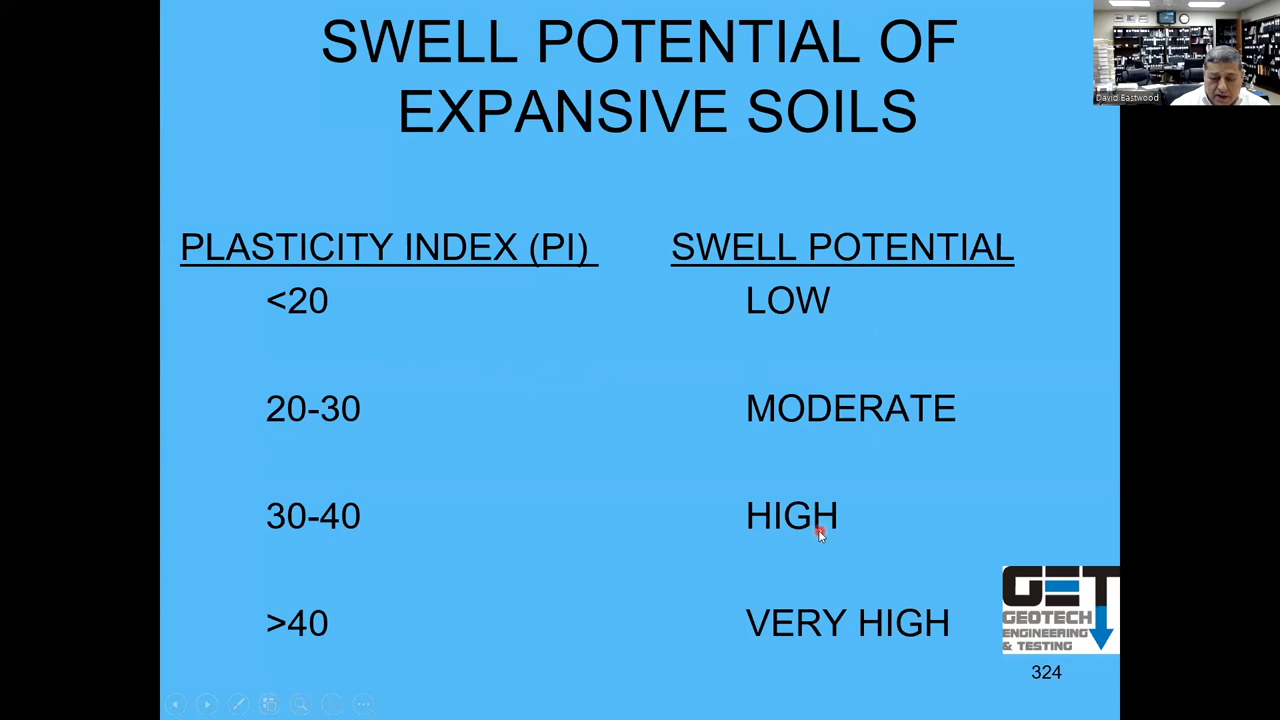 SWELL POTENTIAL OF
EXPANSIVE SOILS
David Eastwood
PLASTICITY INDEX (PI) SWELL POTENTIAL
<20 LOW
20-30 MODERATE
30-40 HIGH
>40 VERY HIGH
GET
GEOTECH
ENGINEERING
& TESTING
324